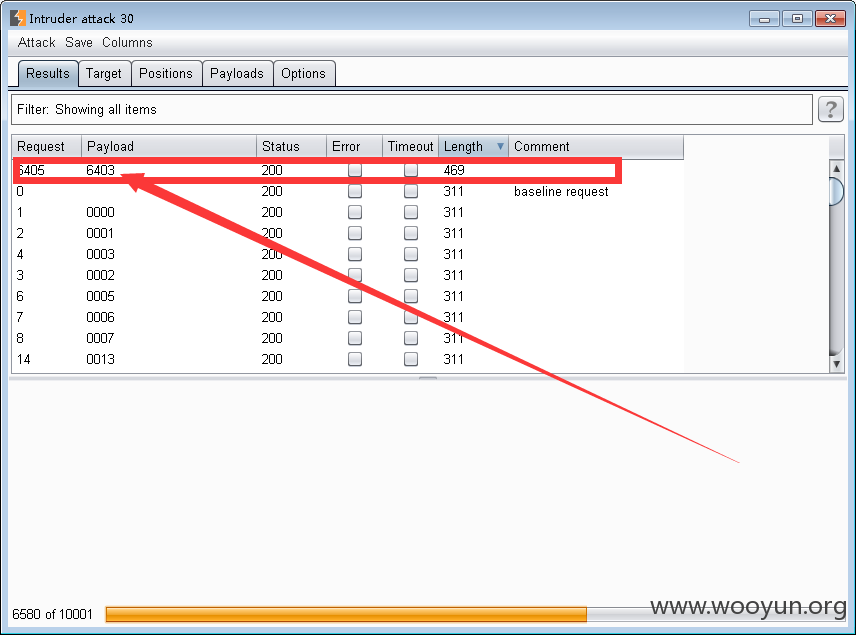 Intruder attack 30
Attack Save Columns
Results Target Positions Payloads Options
Filter: Showing all items ?
Request Payload Status Error Timeout Length Comment
6405 6403 200 469
0 200 311 baseline request
1 0000 200 311
2 0001 200 311
4 0003 200 311
3 0002 200 311
6 0005 200 311
7 0006 200 311
8 0007 200 311
14 0013 200 311
6580 of 10001
www.wooyun.org